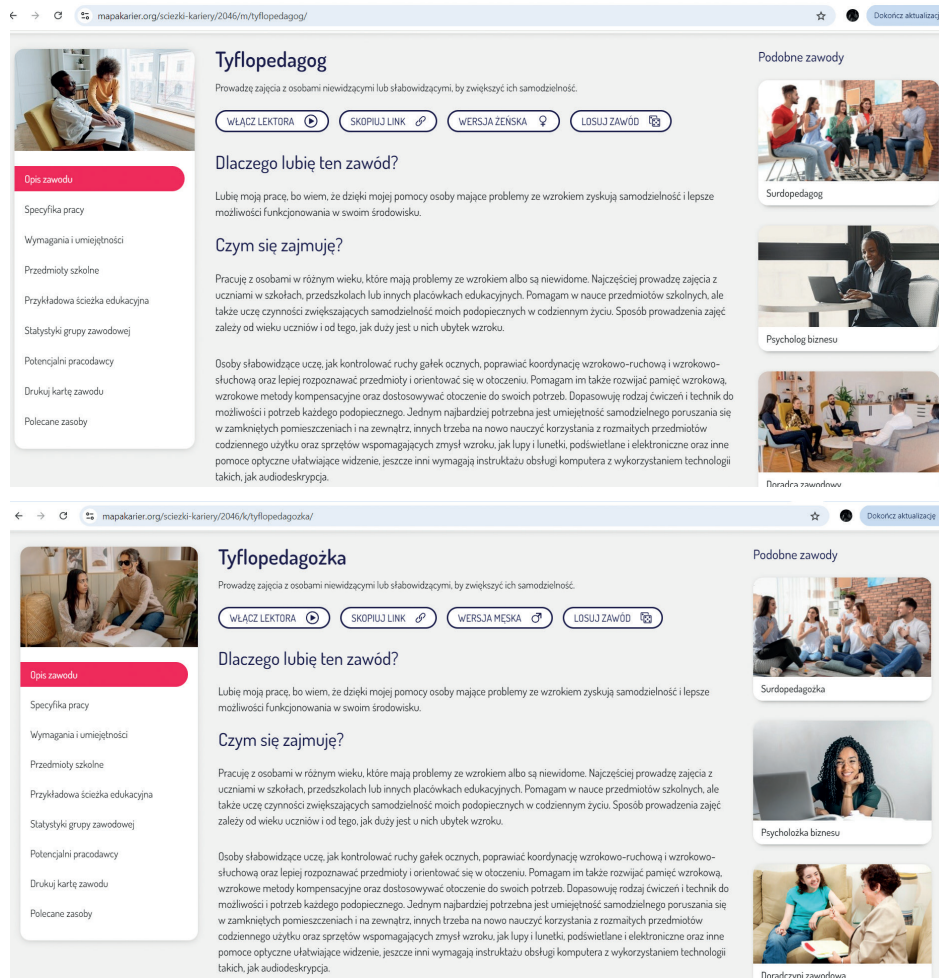 mapakarier.org/sciezki-kariery/2046/m/tyflopedagog/
Dokończ aktualizacj
Tyflopedagog
Prowadzę zajęcia z osobami niewidzącymi lub słabowidzącymi, by zwiększyć ich samodzielność.
WŁĄCZ LEKTORA
SKOPIUJ LINK
WERSJA ŻEŃSKA
LOSUJ ZAWÓD
Opis zawodu
Specyfika pracy
Wymagania i umiejętności
Przedmioty szkolne
Przykładowa ścieżka edukacyjna
Statystyki grupy zawodowej
Potencjalni pracodawcy
Drukuj kartę zawodu
Polecane zasoby
Dlaczego lubię ten zawód?
Lubię moją pracę, bo wiem, że dzięki mojej pomocy osoby mające problemy ze wzrokiem zyskują samodzielność i lepsze
możliwości funkcjonowania w swoim środowisku.
Czym się zajmuję?
Pracuję z osobami w różnym wieku, które mają problemy ze wzrokiem albo są niewidome. Najczęściej prowadzę zajęcia z
uczniami w szkołach, przedszkolach lub innych placówkach edukacyjnych. Pomagam w nauce przedmiotów szkolnych, ale
także uczę czynności zwiększających samodzielność moich podopiecznych w codziennym życiu. Sposób prowadzenia zajęć
zależy od wieku uczniów i od tego, jak duży jest u nich ubytek wzroku.
Osoby słabowidzące uczę, jak kontrolować ruchy gałek ocznych, poprawiać koordynację wzrokowo-ruchową i wzrokowo-
słuchową oraz lepiej rozpoznawać przedmioty i orientować się w otoczeniu. Pomagam im także rozwijać pamięć wzrokową,
wzrokowe metody kompensacyjne oraz dostosowywać otoczenie do swoich potrzeb. Dopasowuję rodzaj ćwiczeń i technik do
możliwości i potrzeb każdego podopiecznego. Jednym najbardziej potrzebna jest umiejętność samodzielnego poruszania się
w zamkniętych pomieszczeniach i na zewnątrz, innych trzeba na nowo nauczyć korzystania z rozmaitych przedmiotów
codziennego użytku oraz sprzętów wspomagających zmysł wzroku, jak lupy i lunetki, podświetlane i elektroniczne oraz inne
pomoce optyczne ułatwiające widzenie, jeszcze inni wymagają instruktażu obsługi komputera z wykorzystaniem technologii
takich, jak audiodeskrypcja.
Podobne zawody
Surdopedagog
Psycholog biznesu
Doradca zawodowy
mapakarier.org/sciezki-kariery/2046/k/tyflopedagozka/
Dokończ aktualizację
Tyflopedagożka
Prowadzę zajęcia z osobami niewidzącymi lub słabowidzącymi, by zwiększyć ich samodzielność.
WŁĄCZ LEKTORA
SKOPIUJ LINK
WERSJA MĘSKA
LOSUJ ZAWÓD
Opis zawodu
Specyfika pracy
Wymagania i umiejętności
Przedmioty szkolne
Przykładowa ścieżka edukacyjna
Statystyki grupy zawodowej
Potencjalni pracodawcy
Drukuj kartę zawodu
Polecane zasoby
Dlaczego lubię ten zawód?
Lubię moją pracę, bo wiem, że dzięki mojej pomocy osoby mające problemy ze wzrokiem zyskują samodzielność i lepsze
możliwości funkcjonowania w swoim środowisku.
Czym się zajmuję?
Pracuję z osobami w różnym wieku, które mają problemy ze wzrokiem albo są niewidome. Najczęściej prowadzę zajęcia z
uczniami w szkołach, przedszkolach lub innych placówkach edukacyjnych. Pomagam w nauce przedmiotów szkolnych, ale
także uczę czynności zwiększających samodzielność moich podopiecznych w codziennym życiu. Sposób prowadzenia zajęć
zależy od wieku uczniów i od tego, jak duży jest u nich ubytek wzroku.
Osoby słabowidzące uczę, jak kontrolować ruchy gałek ocznych, poprawiać koordynację wzrokowo-ruchową i wzrokowo-
słuchową oraz lepiej rozpoznawać przedmioty i orientować się w otoczeniu. Pomagam im także rozwijać pamięć wzrokową,
wzrokowe metody kompensacyjne oraz dostosowywać otoczenie do swoich potrzeb. Dopasowuję rodzaj ćwiczeń i technik do
możliwości i potrzeb każdego podopiecznego. Jednym najbardziej potrzebna jest umiejętność samodzielnego poruszania się
w zamkniętych pomieszczeniach i na zewnątrz, innych trzeba na nowo nauczyć korzystania z rozmaitych przedmiotów
codziennego użytku oraz sprzętów wspomagających zmysł wzroku, jak lupy i lunetki, podświetlane i elektroniczne oraz inne
pomoce optyczne ułatwiające widzenie, jeszcze inni wymagają instruktażu obsługi komputera z wykorzystaniem technologii
takich, jak audiodeskrypcja.
Podobne zawody
Surdopedagożka
Psycholożka biznesu
Doradczyni zawodowa